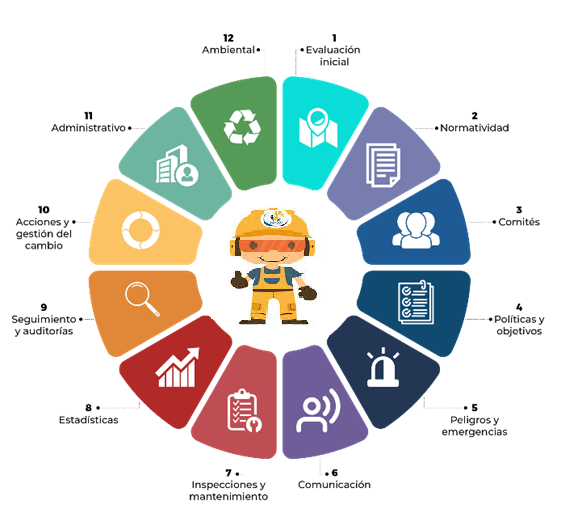 1
Evaluación
inicial
2
Normatividad
3
Comités
4
Políticas y
objetivos
5
Peligros y
emergencias
6
Comunicación
7
Inspecciones y
mantenimiento
8
Estadísticas
9
Seguimiento
y auditorías
10
Acciones y
gestión del
cambio
11
Administrativo
12
Ambiental